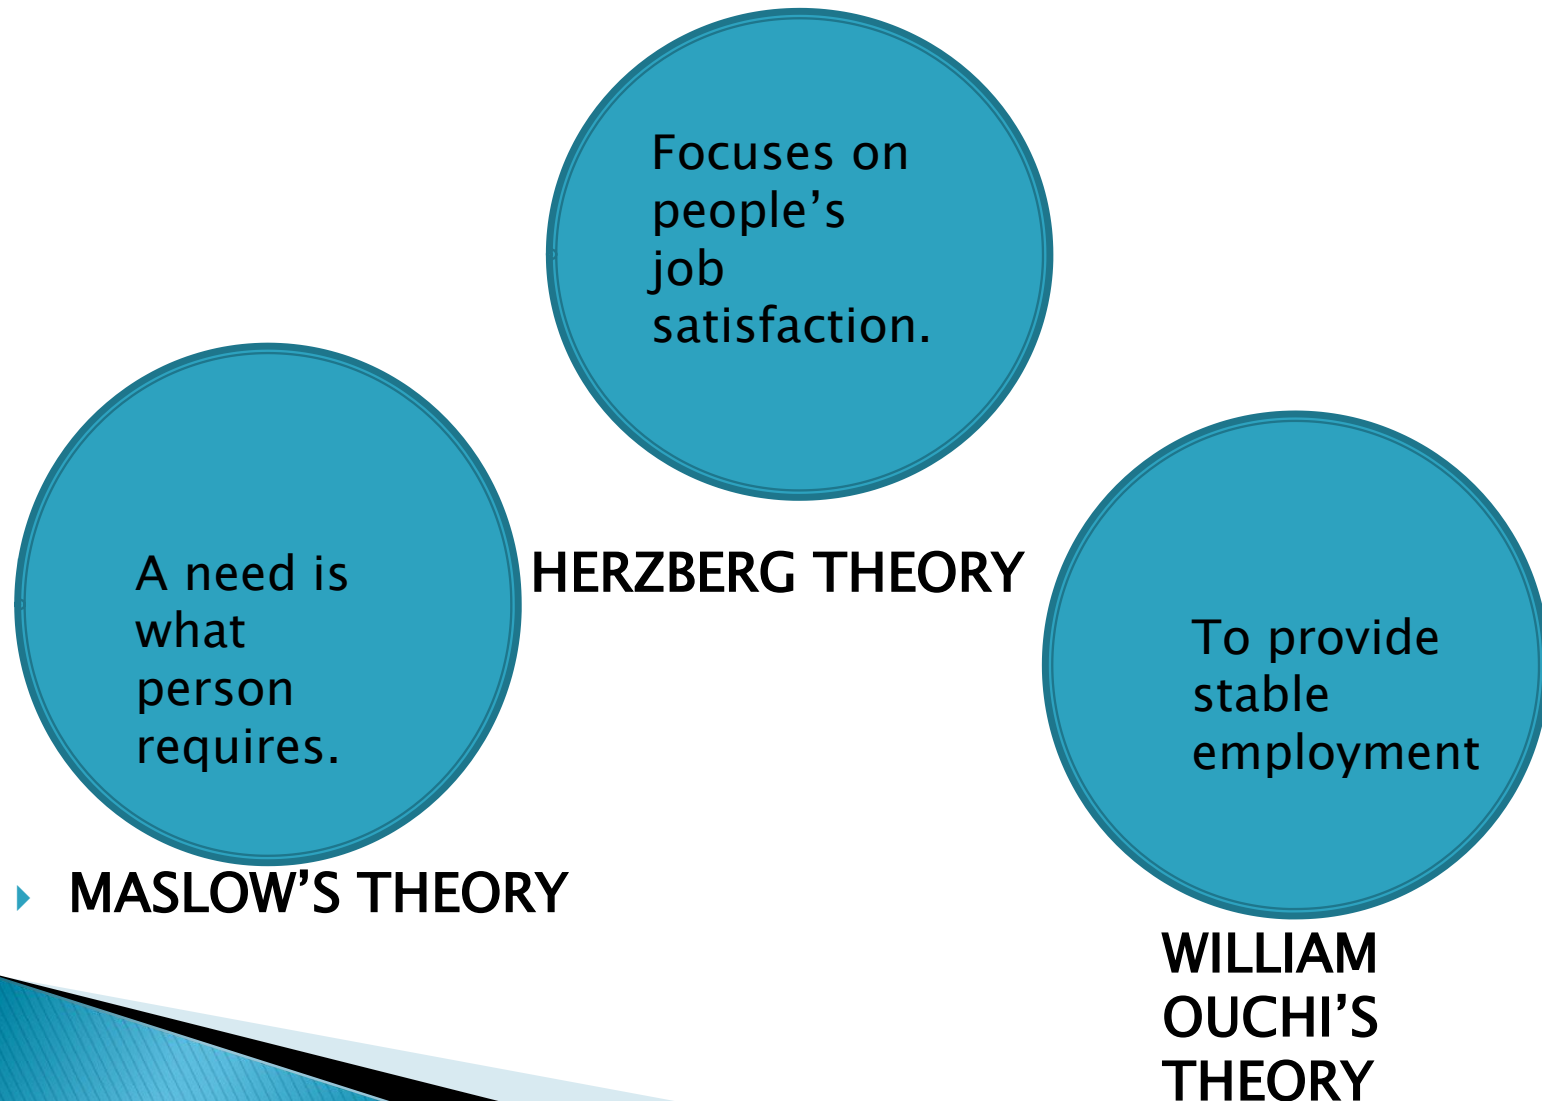 Focuses on
people’s
job
satisfaction.
HERZBERG THEORY
A need is
what
person
requires.
MASLOW’S THEORY
To provide
stable
employment
WILLIAM
OUCHI’S
THEORY